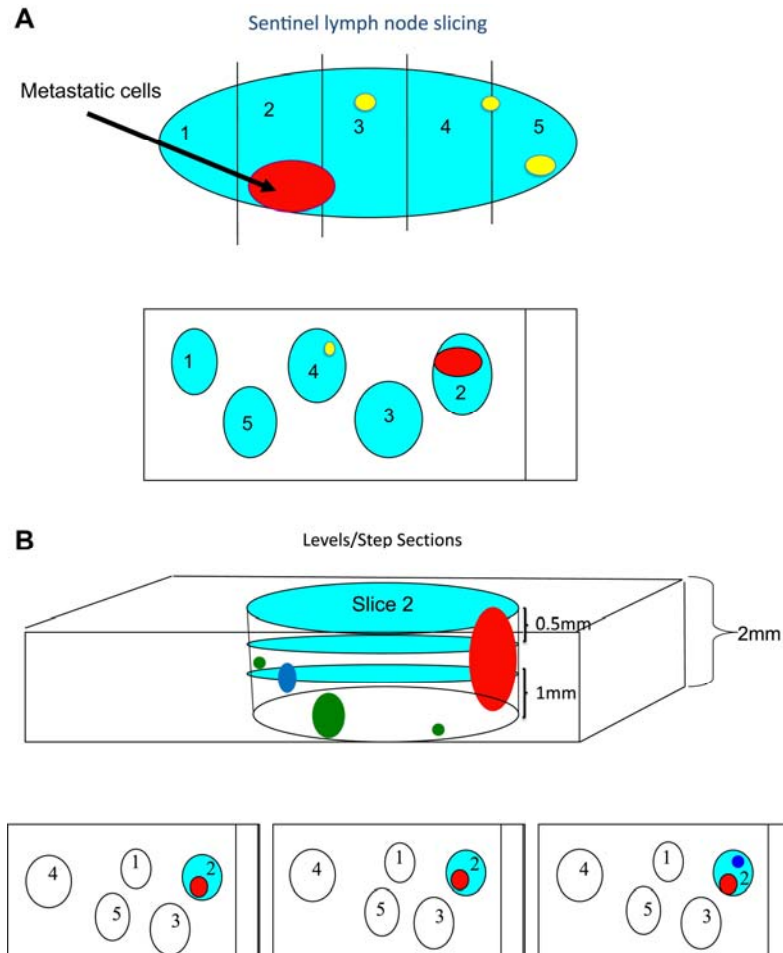 A
Sentinel lymph node slicing
Metastatic cells
1 2 3 4 5
1 4 2
5 3
B
Levels/Step Sections
Slice 2
0.5mm
2mm
1mm
4 1 2 5 3
4 1 2 5 3
4 1 2 5 3